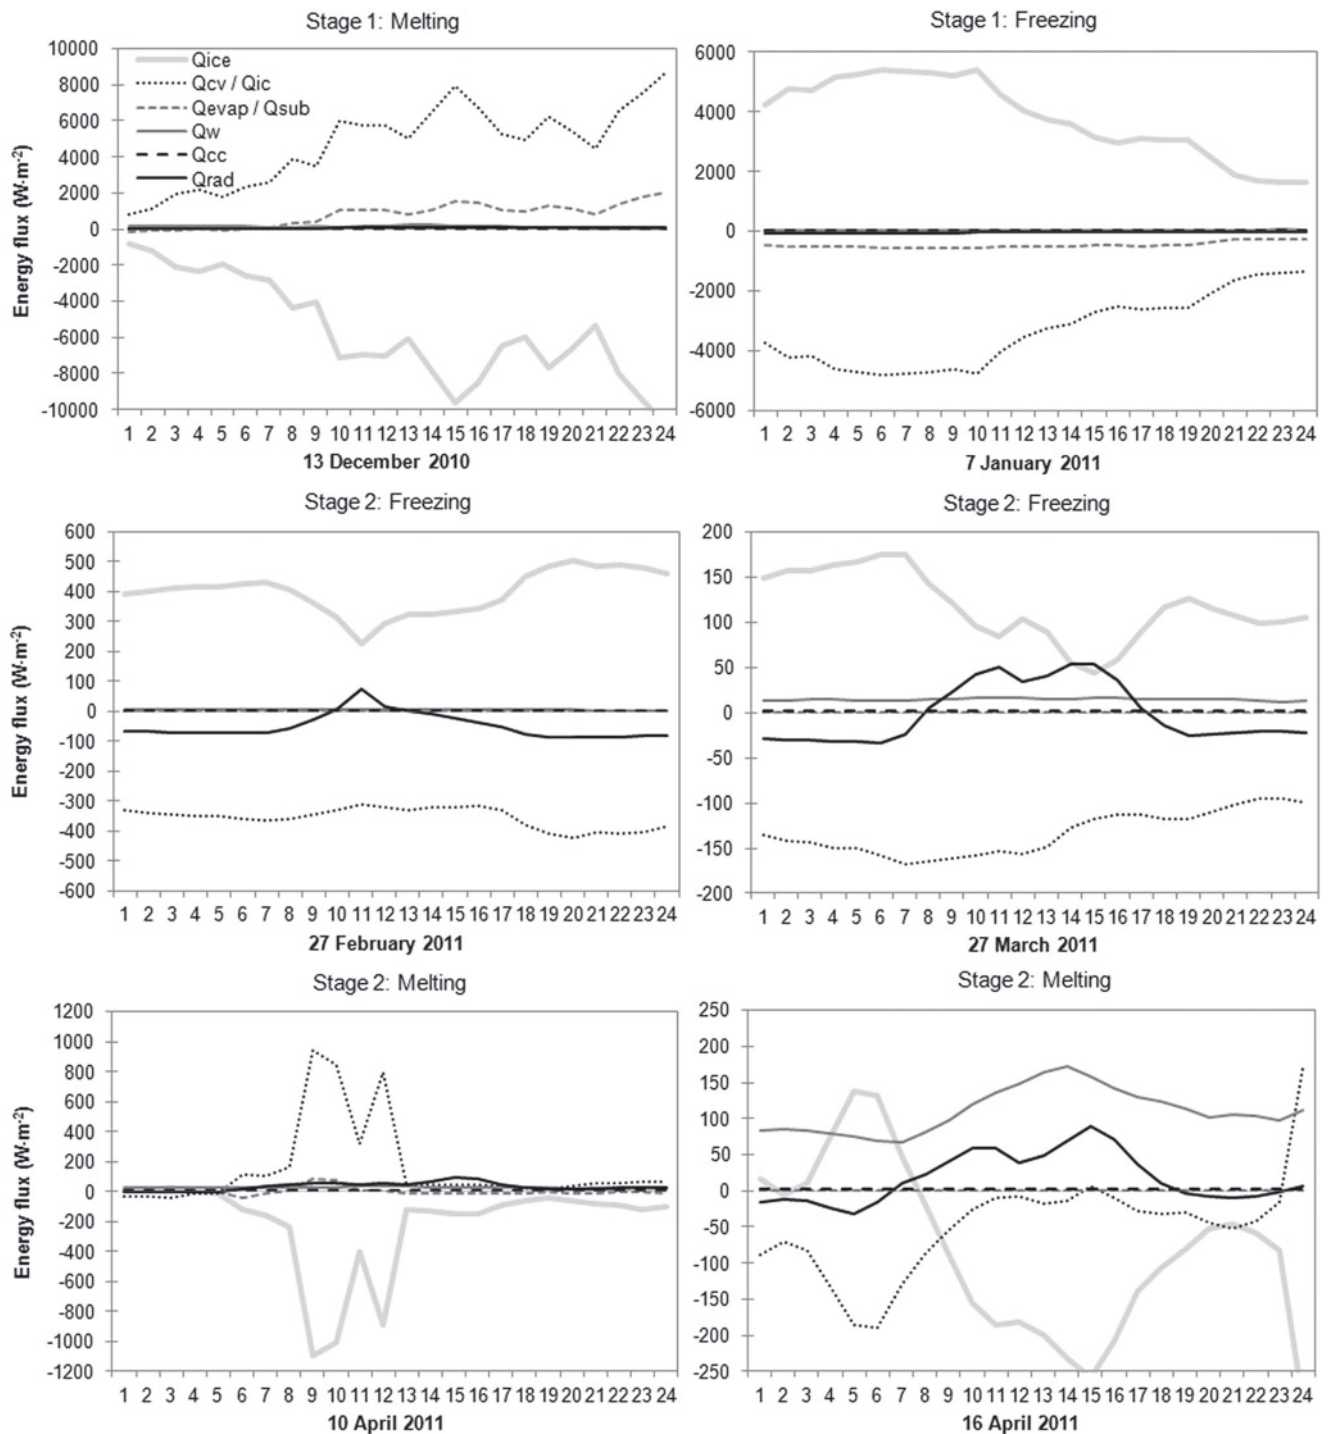 Stage 1: Melting
Energy flux (W·m-2)
10000
8000
6000
4000
2000
0
-2000
-4000
-6000
-8000
-10000
Qice
Qcv / Qic
Qevap / Qsub
Qw
Qcc
Qrad
1 2 3 4 5 6 7 8 9 10 11 12 13 14 15 16 17 18 19 20 21 22 23 24
13 December 2010
Stage 1: Freezing
6000
4000
2000
0
-2000
-4000
-6000
1 2 3 4 5 6 7 8 9 10 11 12 13 14 15 16 17 18 19 20 21 22 23 24
7 January 2011
Stage 2: Freezing
Energy flux (W·m-2)
600
500
400
300
200
100
0
-100
-200
-300
-400
-500
-600
1 2 3 4 5 6 7 8 9 10 11 12 13 14 15 16 17 18 19 20 21 22 23 24
27 February 2011
Stage 2: Freezing
200
150
100
50
0
-50
-100
-150
-200
1 2 3 4 5 6 7 8 9 10 11 12 13 14 15 16 17 18 19 20 21 22 23 24
27 March 2011
Stage 2: Melting
Energy flux (W·m-2)
1200
1000
800
600
400
200
0
-200
-400
-600
-800
-1000
-1200
1 2 3 4 5 6 7 8 9 10 11 12 13 14 15 16 17 18 19 20 21 22 23 24
10 April 2011
Stage 2: Melting
250
200
150
100
50
0
-50
-100
-150
-200
-250
1 2 3 4 5 6 7 8 9 10 11 12 13 14 15 16 17 18 19 20 21 22 23 24
16 April 2011